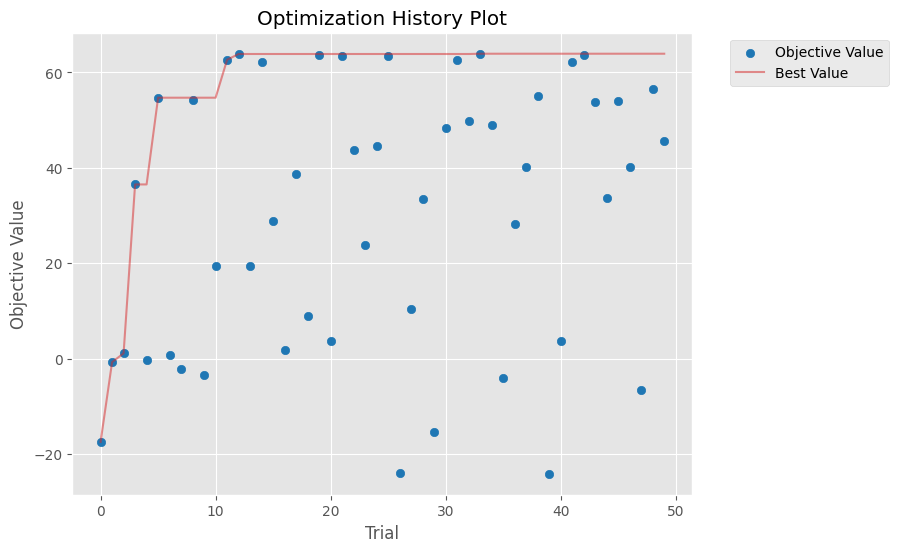 Optimization History Plot
Objective Value
Best Value
Objective Value
60
40
20
0
−20
0 10 20 30 40 50
Trial